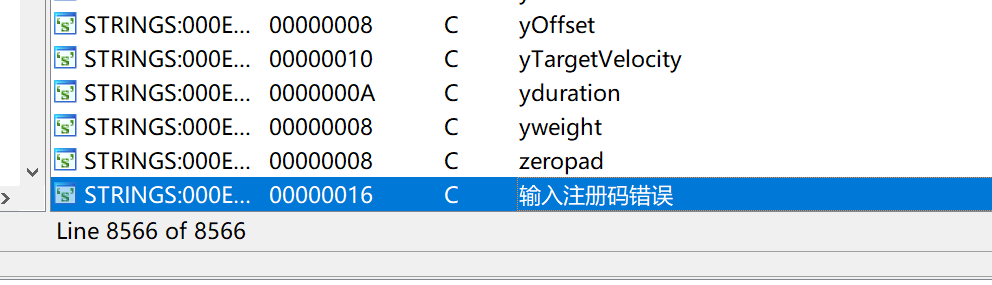 STRINGS:000E... 00000008 C yOffset
STRINGS:000E... 00000010 C yTargetVelocity
STRINGS:000E... 0000000A C yduration
STRINGS:000E... 00000008 C yweight
STRINGS:000E... 00000008 C zeropad
STRINGS:000E... 00000016 C 输入注册码错误
Line 8566 of 8566